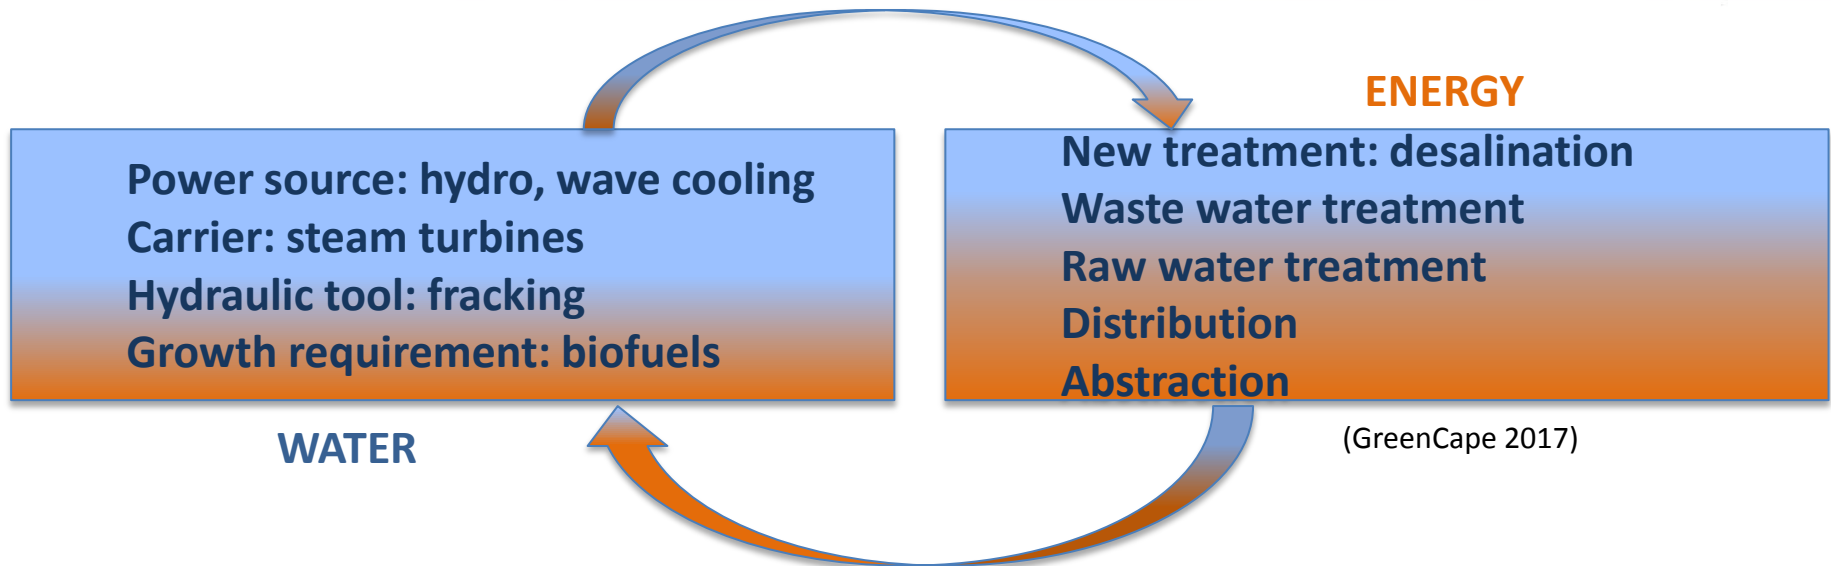 Power source: hydro, wave cooling
Carrier: steam turbines
Hydraulic tool: fracking
Growth requirement: biofuels
WATER
ENERGY
New treatment: desalination
Waste water treatment
Raw water treatment
Distribution
Abstraction
(GreenCape 2017)